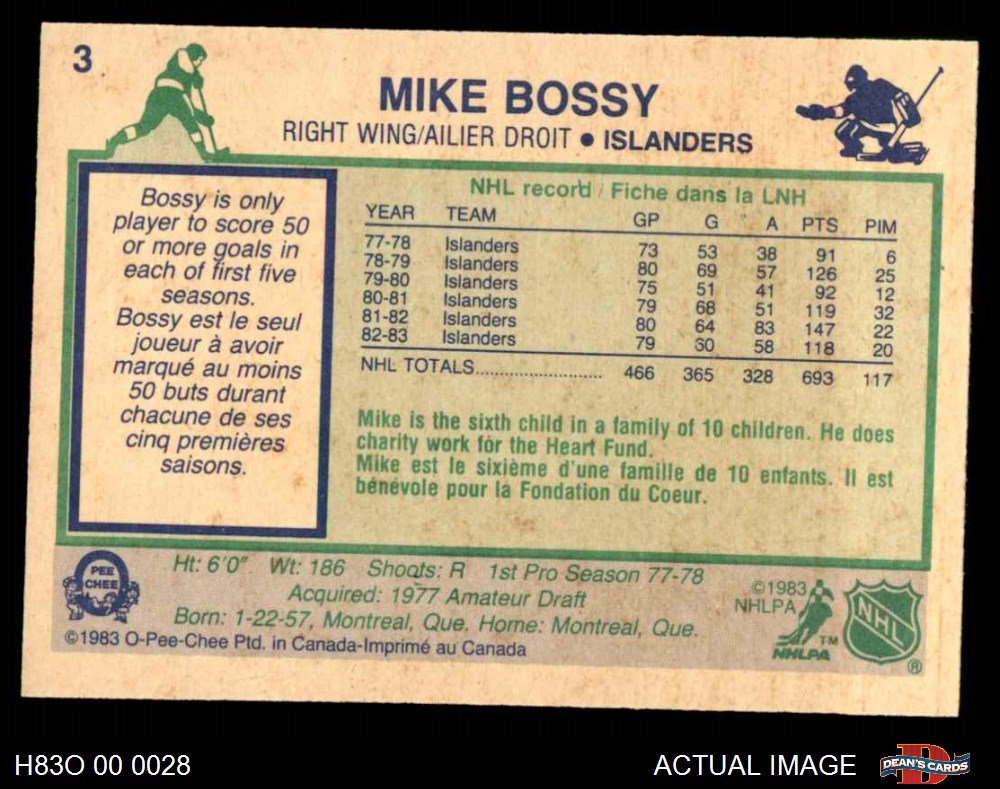 3
MIKE BOSSY
RIGHT WING/AILIER DROIT • ISLANDERS
Bossy is only
player to score 50
or more goals in
each of first five
seasons.
Bossy est le seul
joueur à avoir
marqué au moins
50 buts durant
chacune de ses
cinq premières
saisons.
NHL record / Fiche dans la LNH
YEAR TEAM GP G A PTS PIM
77-78 Islanders 73 53 38 91 6
78-79 Islanders 80 69 57 126 25
79-80 Islanders 75 51 41 92 12
80-81 Islanders 79 68 51 119 32
81-82 Islanders 80 64 83 147 22
82-83 Islanders 79 30 58 118 20
NHL TOTALS.............................. 466 365 328 693 117
Mike is the sixth child in a family of 10 children. He does
charity work for the Heart Fund.
Mike est le sixième d'une famille de 10 enfants. Il est
bénévole pour la Fondation du Coeur.
PEE
CHEE
Ht: 6'0" Wt: 186 Shoots: R 1st Pro Season 77-78
Acquired: 1977 Amateur Draft
Born: 1-22-57, Montreal, Que. Home: Montreal, Que.
©1983 O-Pee-Chee Ptd. in Canada-Imprimé au Canada
©1983
NHLPA
TM
NHLPA
NHL
®
H83O 00 0028
ACTUAL IMAGE
DEAN'S CARDS